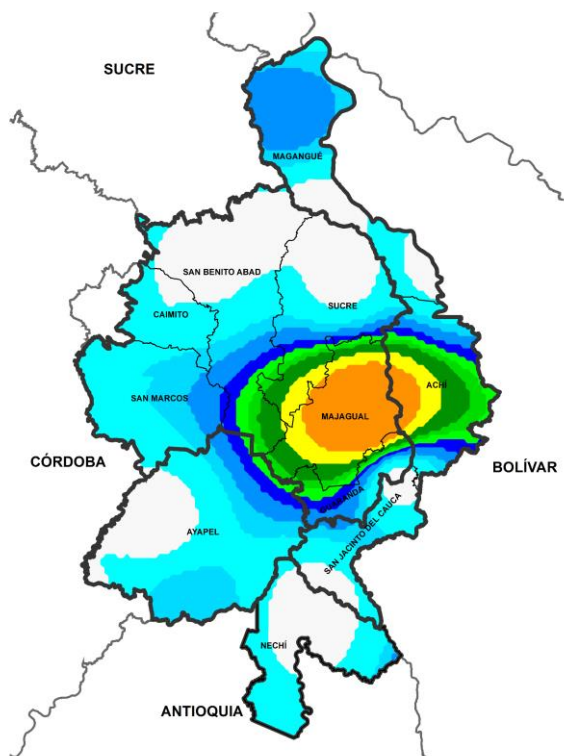 SUCRE
MAGANGUÉ
SAN BENITO ABAD
SUCRE
CAIMITO
SAN MARCOS
ACHÍ
MAJAGUAL
CÓRDOBA
BOLÍVAR
AYAPEL
SAN JACINTO DEL CAUCA
NECHÍ
ANTIOQUIA